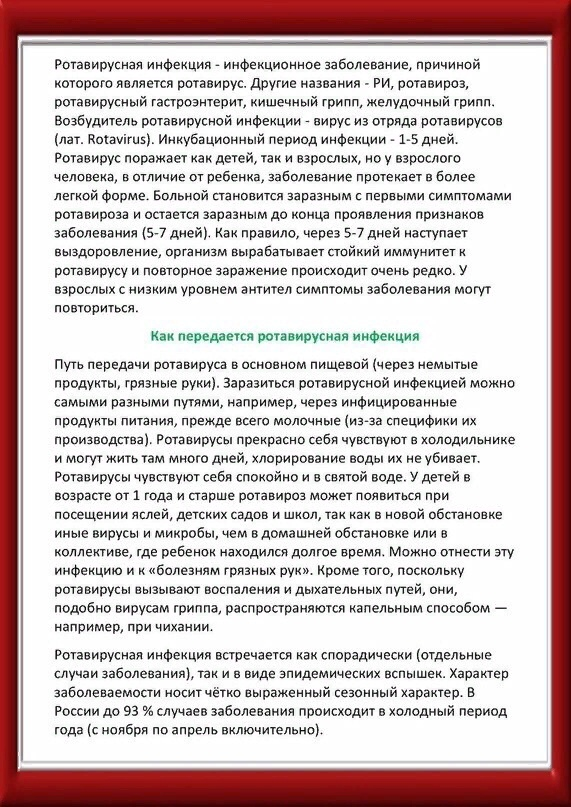 Ротавирусная инфекция - инфекционное заболевание, причиной
которого является ротавирус. Другие названия - РИ, ротавироз,
ротавирусный гастроэнтерит, кишечный грипп, желудочный грипп.
Возбудитель ротавирусной инфекции - вирус из отряда ротавирусов
(лат. Rotavirus). Инкубационный период инфекции - 1-5 дней.
Ротавирус поражает как детей, так и взрослых, но у взрослого
человека, в отличие от ребенка, заболевание протекает в более
легкой форме. Больной становится заразным с первыми симптомами
ротавироза и остается заразным до конца проявления признаков
заболевания (5-7 дней). Как правило, через 5-7 дней наступает
выздоровление, организм вырабатывает стойкий иммунитет к
ротавирусу и повторное заражение происходит очень редко. У
взрослых с низким уровнем антител симптомы заболевания могут
повториться.
Как передается ротавирусная инфекция
Путь передачи ротавируса в основном пищевой (через немытые
продукты, грязные руки). Заразиться ротавирусной инфекцией можно
самыми разными путями, например, через инфицированные
продукты питания, прежде всего молочные (из-за специфики их
производства). Ротавирусы прекрасно себя чувствуют в холодильнике
и могут жить там много дней, хлорирование воды их не убивает.
Ротавирусы чувствуют себя спокойно и в святой воде. У детей в
возрасте от 1 года и старше ротавироз может появиться при
посещении яслей, детских садов и школ, так как в новой обстановке
иные вирусы и микробы, чем в домашней обстановке или в
коллективе, где ребенок находился долгое время. Можно отнести эту
инфекцию и к «болезням грязных рук». Кроме того, поскольку
ротавирусы вызывают воспаления и дыхательных путей, они,
подобно вирусам гриппа, распространяются капельным способом —
например, при чихании.
Ротавирусная инфекция встречается как спорадически (отдельные
случаи заболевания), так и в виде эпидемических вспышек. Характер
заболеваемости носит чётко выраженный сезонный характер. В
России до 93 % случаев заболевания происходит в холодный период
года (с ноября по апрель включительно).